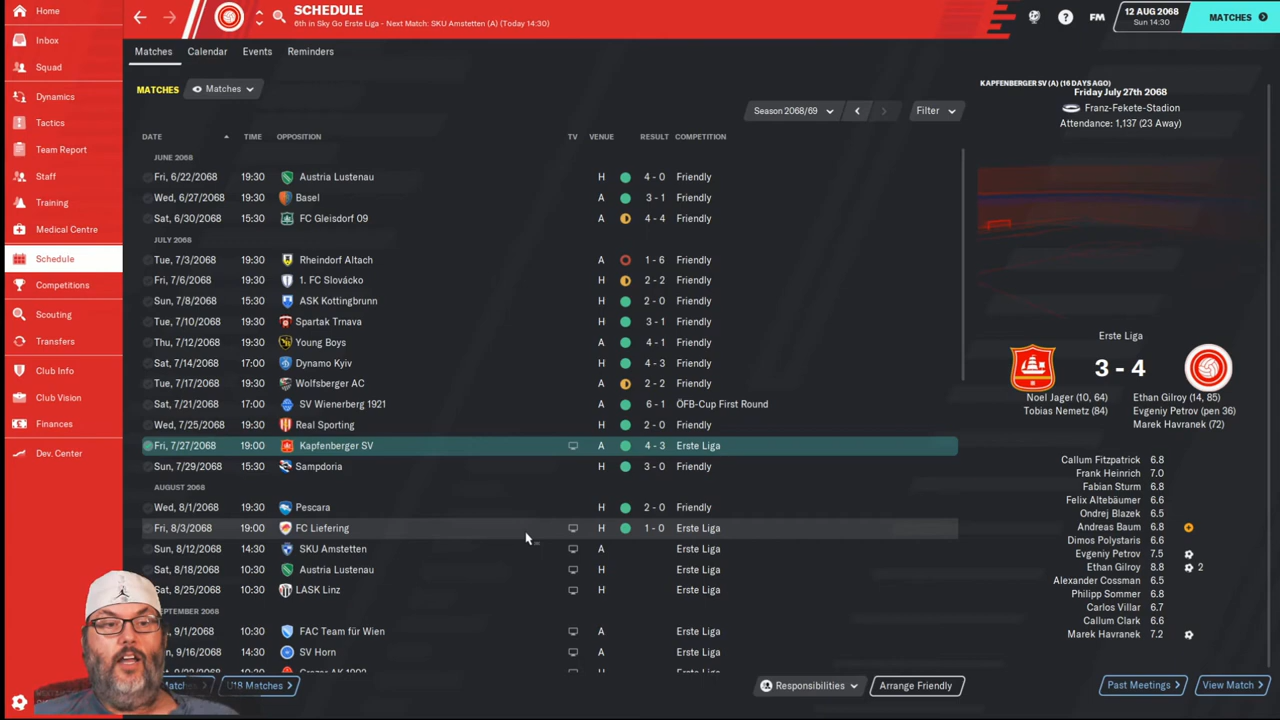 Home
Inbox
Squad
Dynamics
Tactics
Team Report
Staff
Training
Medical Centre
Schedule
Competitions
Scouting
Transfers
Club Info
Club Vision
Finances
Dev. Center
SCHEDULE
6th in Sky Go Erste Liga - Next Match: SKU Amstetten (A) (Today 14:30)
FM
12 AUG 2068
Sun 14:30
MATCHES
Matches Calendar Events Reminders
MATCHES Matches
Season 2068/69 Filter
DATE TIME OPPOSITION TV VENUE RESULT COMPETITION
JUNE 2068
Fri, 6/22/2068 19:30 Austria Lustenau H 4 - 0 Friendly
Wed, 6/27/2068 19:30 Basel A 3 - 1 Friendly
Sat, 6/30/2068 15:30 FC Gleisdorf 09 A 4 - 4 Friendly
JULY 2068
Tue, 7/3/2068 19:30 Rheindorf Altach A 1 - 6 Friendly
Fri, 7/6/2068 19:30 1. FC Slovácko H 2 - 2 Friendly
Sun, 7/8/2068 15:30 ASK Kottingbrunn H 2 - 0 Friendly
Tue, 7/10/2068 19:30 Spartak Trnava H 3 - 1 Friendly
Thu, 7/12/2068 19:30 Young Boys A 4 - 1 Friendly
Sat, 7/14/2068 17:00 Dynamo Kyiv H 4 - 3 Friendly
Tue, 7/17/2068 19:30 Wolfsberger AC A 2 - 2 Friendly
Sat, 7/21/2068 17:00 SV Wienerberg 1921 A 6 - 1 ÖFB-Cup First Round
Wed, 7/25/2068 19:30 Real Sporting H 2 - 0 Friendly
Fri, 7/27/2068 19:00 Kapfenberger SV A 4 - 3 Erste Liga
Sun, 7/29/2068 15:30 Sampdoria H 3 - 0 Friendly
AUGUST 2068
Wed, 8/1/2068 19:30 Pescara H 2 - 0 Friendly
Fri, 8/3/2068 19:00 FC Liefering H 1 - 0 Erste Liga
Sun, 8/12/2068 14:30 SKU Amstetten A Erste Liga
Sat, 8/18/2068 10:30 Austria Lustenau H Erste Liga
Sat, 8/25/2068 10:30 LASK Linz H Erste Liga
SEPTEMBER 2068
9/1/2068 10:30 FAC Team für Wien A Erste Liga
9/16/2068 14:30 SV Horn A Erste Liga
U18 Matches
Responsibilities Arrange Friendly
KAPFENBERGER SV (A) (16 DAYS AGO)
Friday July 27th 2068
Franz-Fekete-Stadion
Attendance: 1,137 (23 Away)
Erste Liga
3 - 4
Noel Jager (10, 64)
Tobias Nemetz (84)
Ethan Gilroy (14, 85)
Evgeniy Petrov (pen 36)
Marek Havranek (72)
Callum Fitzpatrick 6.8
Frank Heinrich 7.0
Fabian Sturm 6.8
Felix Altebäumer 6.6
Ondrej Blazek 6.5
Andreas Baum 6.8
Dimos Polystaris 6.6
Evgeniy Petrov 7.5
Ethan Gilroy 8.8 2
Alexander Cossman 6.5
Philipp Sommer 6.8
Carlos Villar 6.7
Callum Clark 6.6
Marek Havranek 7.2
Past Meetings View Match